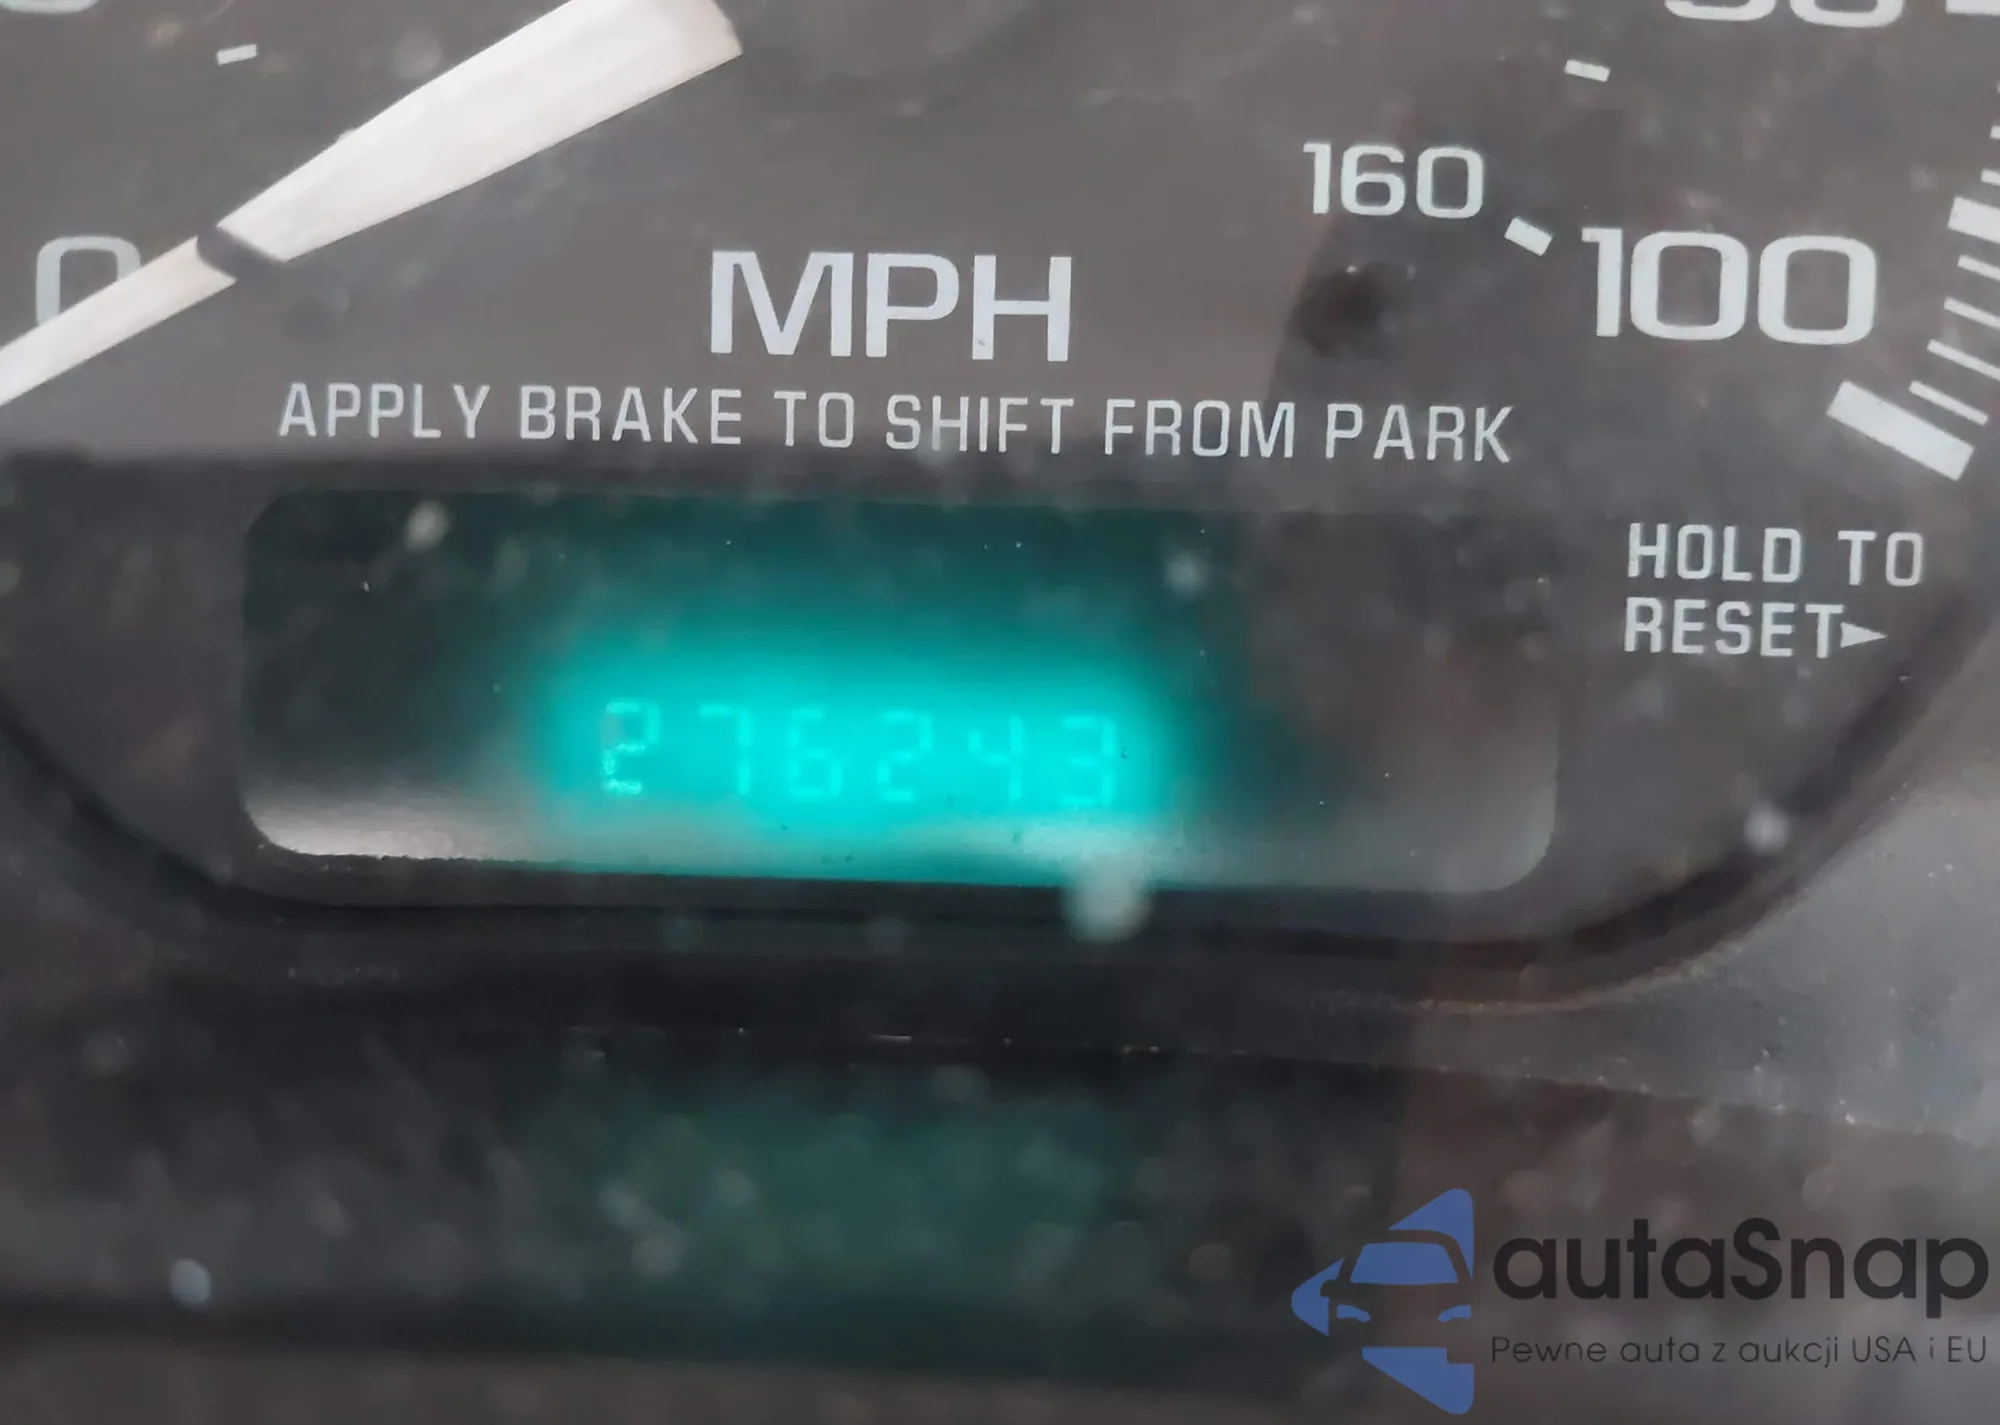 160
0
MPH
100
APPLY BRAKE TO SHIFT FROM PARK
HOLD TO
RESET►
276243
autaSnap
Pewne auta z aukcji USA i EU